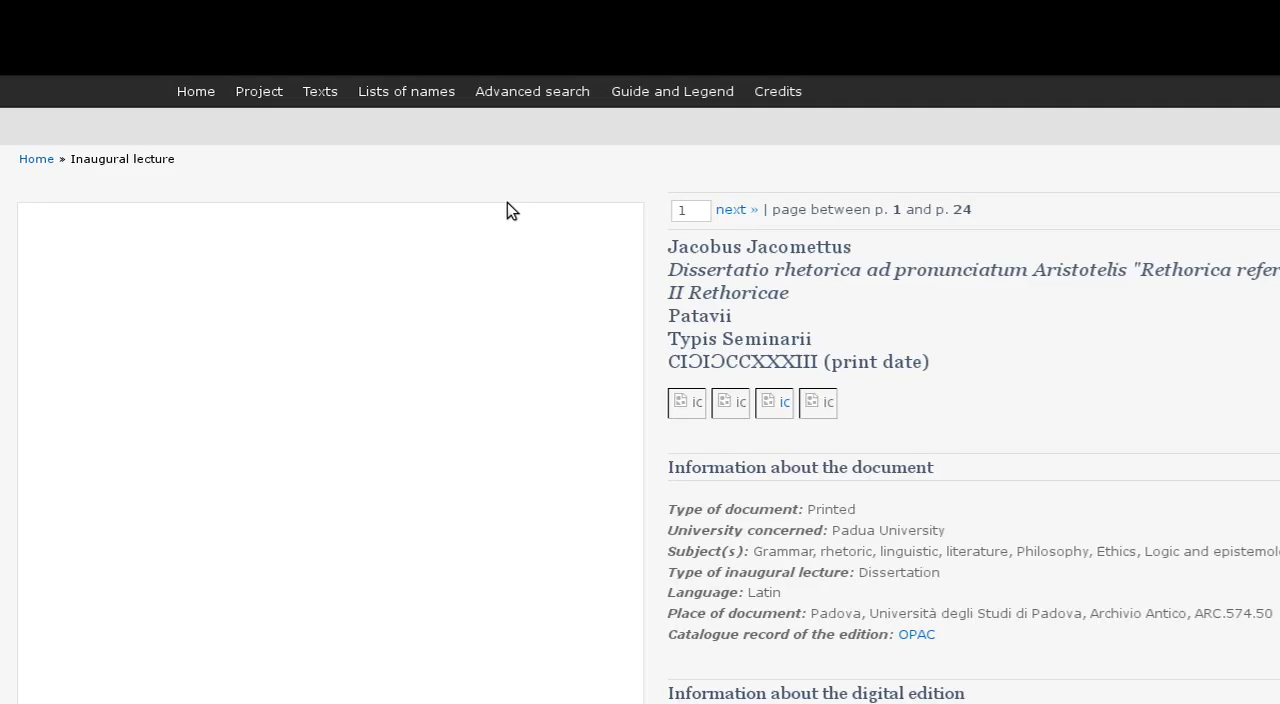 Home Project Texts Lists of names Advanced search Guide and Legend Credits
Home » Inaugural lecture
1 next » | page between p. 1 and p. 24
Jacobus Jacomettus
Dissertatio rhetorica ad pronunciatum Aristotelis "Rethorica refer
II Rethoricae
Patavii
Typis Seminarii
CIƆIƆCCXXXIII (print date)
ic ic ic ic
Information about the document
Type of document: Printed
University concerned: Padua University
Subject(s): Grammar, rhetoric, linguistic, literature, Philosophy, Ethics, Logic and epistemol
Type of inaugural lecture: Dissertation
Language: Latin
Place of document: Padova, Università degli Studi di Padova, Archivio Antico, ARC.574.50
Catalogue record of the edition: OPAC
Information about the digital edition